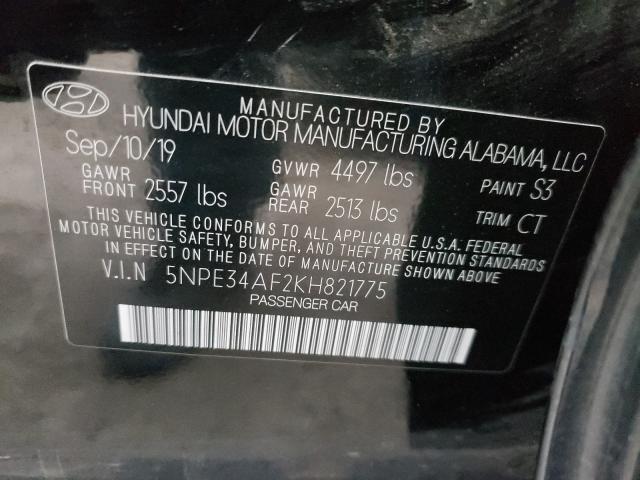 MANUFACTURED BY
HYUNDAI MOTOR MANUFACTURING ALABAMA, LLC
Sep/10/19 GVWR 4497 lbs PAINT S3
GAWR FRONT 2557 lbs GAWR REAR 2513 lbs TRIM CT
THIS VEHICLE CONFORMS TO ALL APPLICABLE U.S.A. FEDERAL
MOTOR VEHICLE SAFETY, BUMPER, AND THEFT PREVENTION STANDARDS
IN EFFECT ON THE DATE OF MANUFACTURE SHOWN ABOVE
V.I.N 5NPE34AF2KH821775
PASSENGER CAR